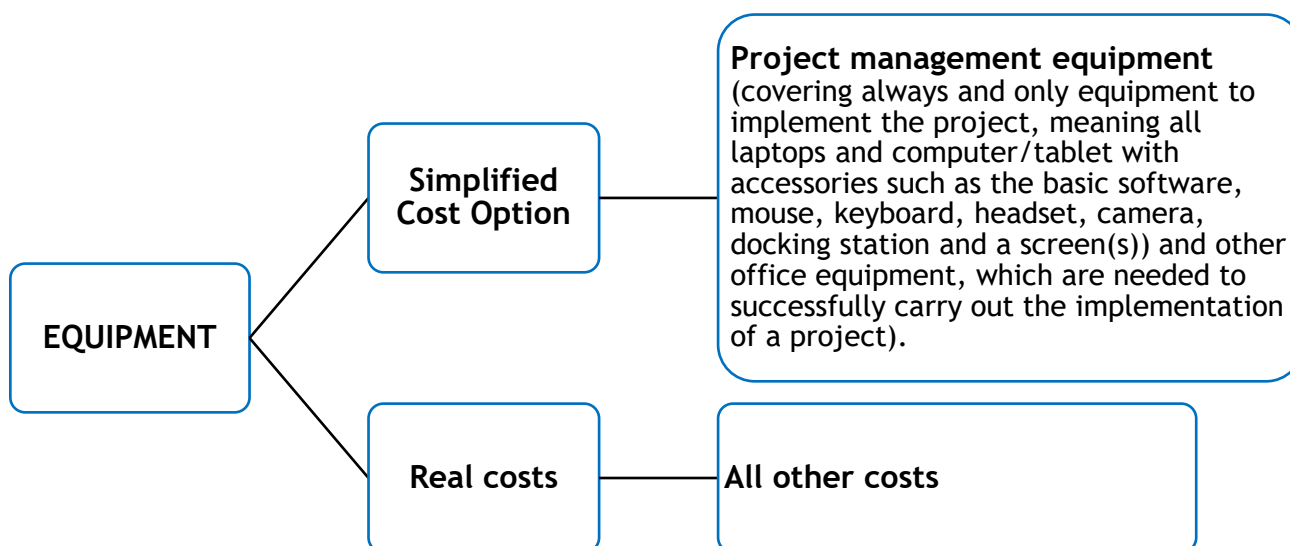 EQUIPMENT
Simplified
Cost Option
Project management equipment
(covering always and only equipment to
implement the project, meaning all
laptops and computer/tablet with
accessories such as the basic software,
mouse, keyboard, headset, camera,
docking station and a screen(s)) and other
office equipment, which are needed to
successfully carry out the implementation
of a project).
Real costs
All other costs